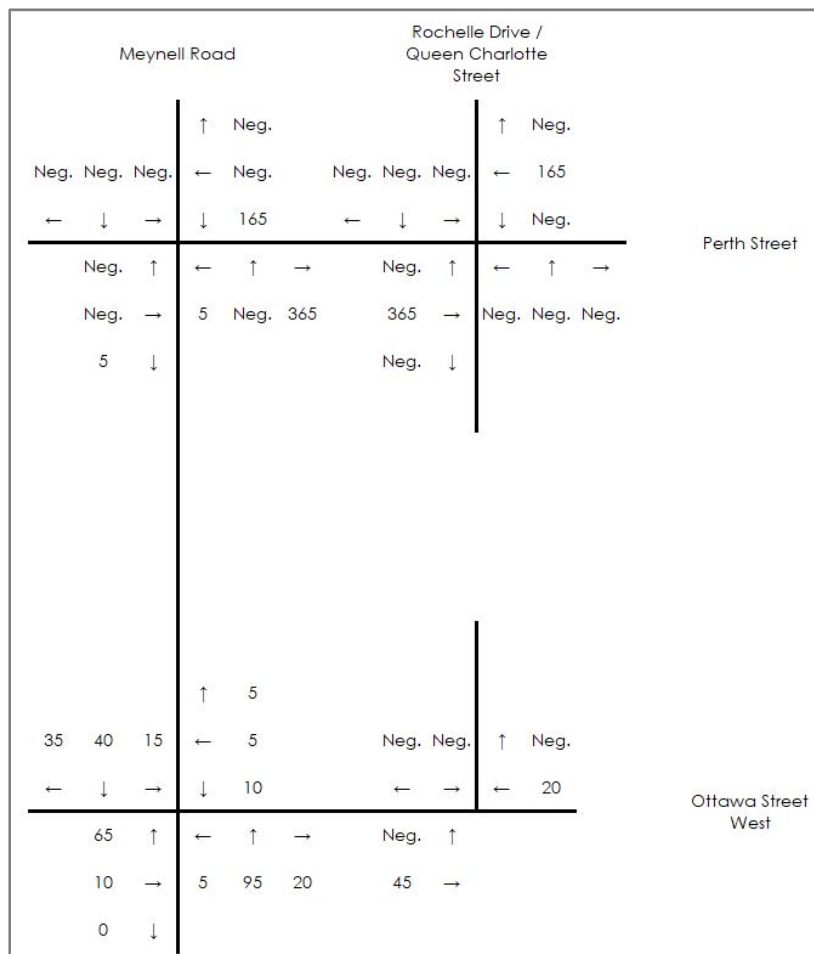 Meynell Road
Rochelle Drive /
Queen Charlotte
Street
↑ Neg. ↑ Neg.
Neg. Neg. Neg. ← Neg. Neg. Neg. Neg. ← 165
← ↓ → ↓ 165 ← ↓ → ↓ Neg.
Perth Street
Neg. ↑ ← ↑ → Neg. ↑ ← ↑ →
Neg. → 5 Neg. 365 365 → Neg. Neg. Neg.
5 ↓ Neg. ↓
↑ 5
35 40 15 ← 5 Neg. Neg. ↑ Neg.
← ↓ → ↓ 10 ← → ← 20
Ottawa Street
West
65 ↑ ← ↑ → Neg. ↑
10 → 5 95 20 45 →
0 ↓